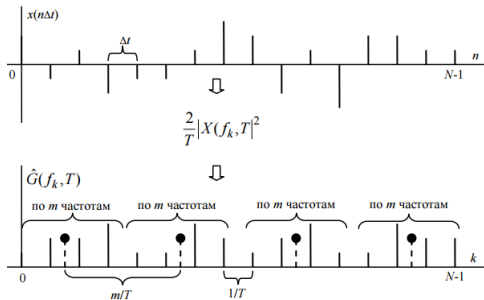 x(nΔt)
Δt
0
n
N-1
2/T |X(f_k,T|²
Ĝ(f_k,T)
по m частотам по m частотам по m частотам по m частотам
0
k
N-1
m/T
1/T